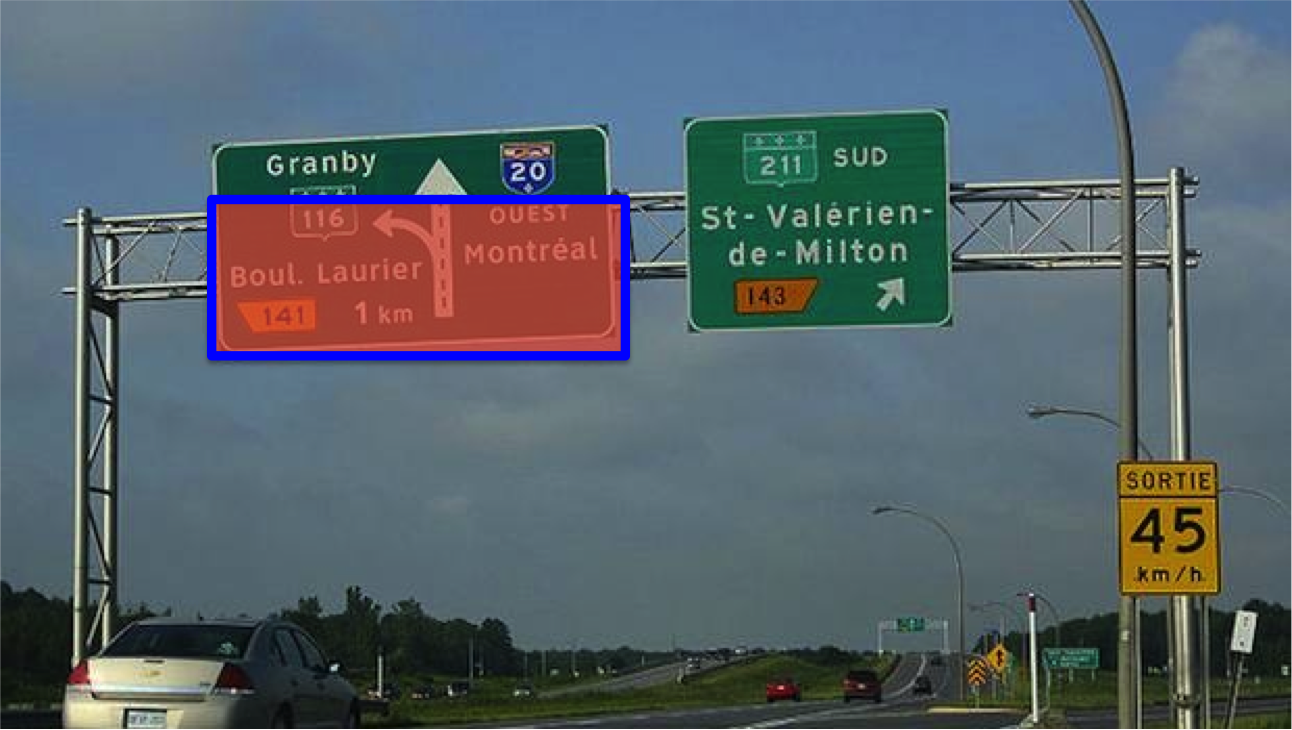 Granby
20
116
OUEST
Boul. Laurier
Montréal
141
1 km
211 SUD
St-Valérien-
de-Milton
143
SORTIE
45
km/h